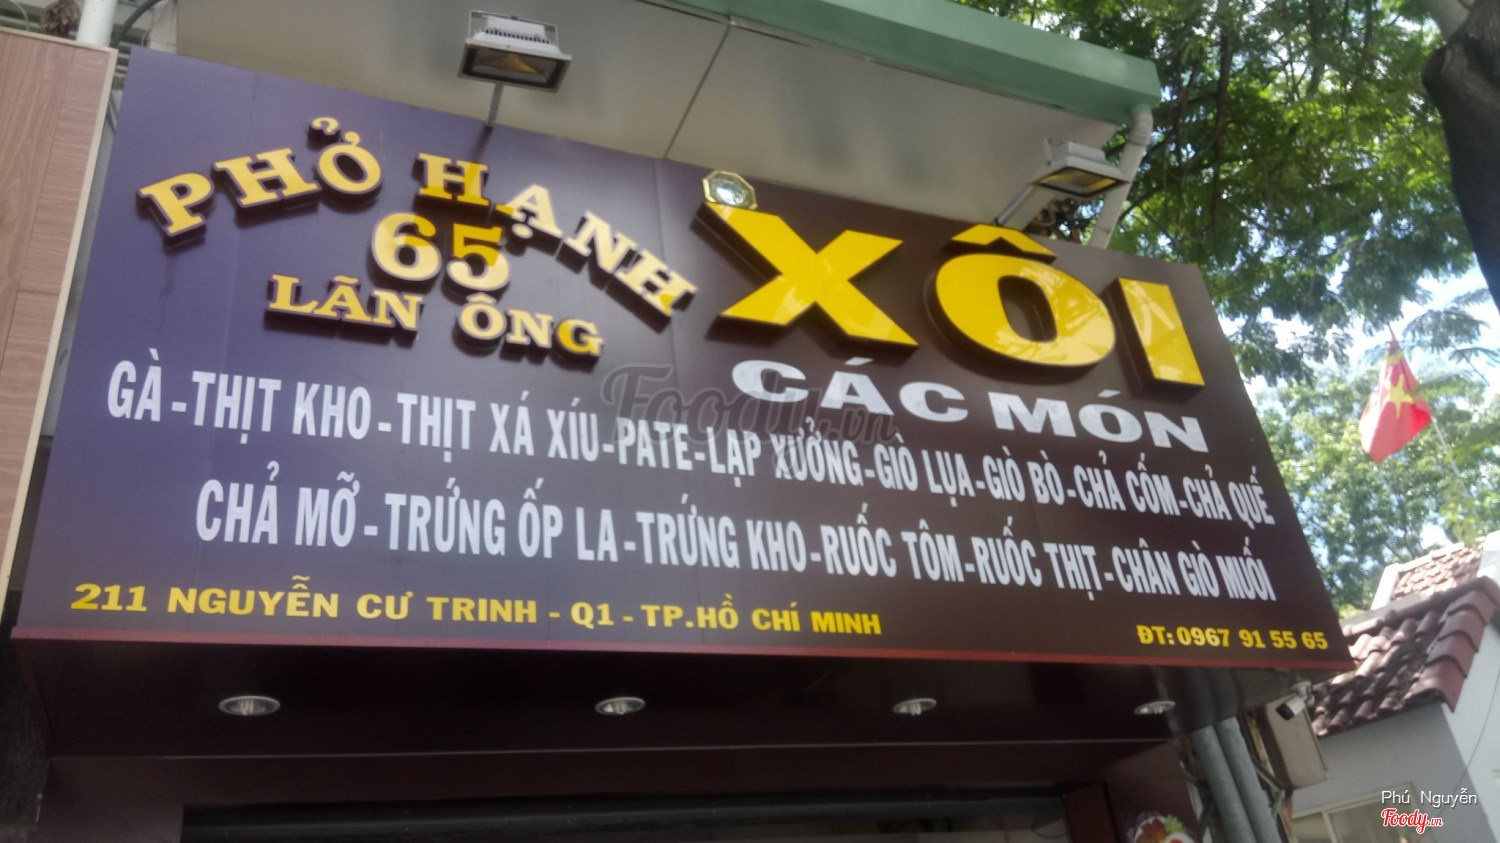 PHỞ HẠNH
65
LÃN ÔNG
XÔI
CÁC MÓN
GÀ - THỊT KHO - THỊT XÁ XÍU - PATE - LẠP XƯỞNG - GIÒ LỤA - GIÒ BÒ - CHẢ CỐM - CHẢ QUẾ
CHẢ MỠ - TRỨNG ỐP LA - TRỨNG KHO - RUỐC TÔM - RUỐC THỊT - CHÂN GIÒ MUỐI
211 NGUYỄN CƯ TRINH - Q1 - TP.HỒ CHÍ MINH
ĐT: 0967 91 55 65
Foody.vn
Phú Nguyễn
Foody.vn